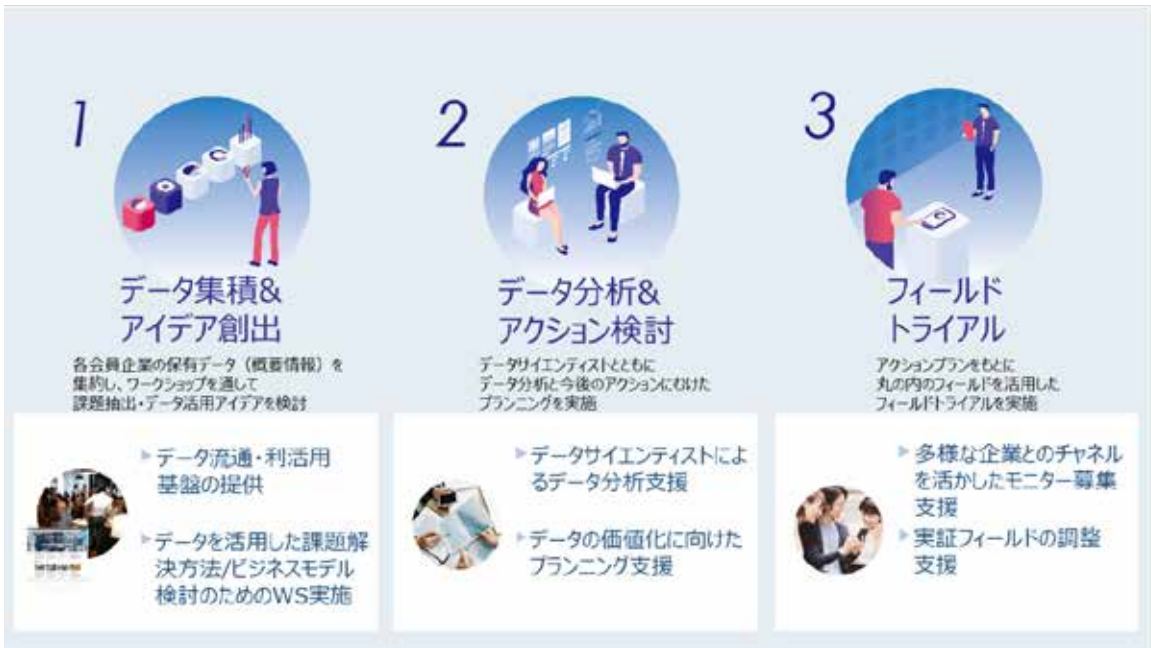 1
データ集積&
アイデア創出
各会員企業の保有データ（概要情報）を
集約し、ワークショップを通して
課題抽出・データ活用アイデアを検討
データ流通・利活用
基盤の提供
データを活用した課題解
決方法/ビジネスモデル
検討のためのWS実施
2
データ分析&
アクション検討
データサイエンティストとともに
データ分析と今後のアクションにむけた
プランニングを実施
データサイエンティストによ
るデータ分析支援
データの価値化に向けた
プランニング支援
3
フィールド
トライアル
アクションプランをもとに
丸の内のフィールドを活用した
フィールドトライアルを実施
多様な企業とのチャネル
を活かしたモニター募集
支援
実証フィールドの調整
支援